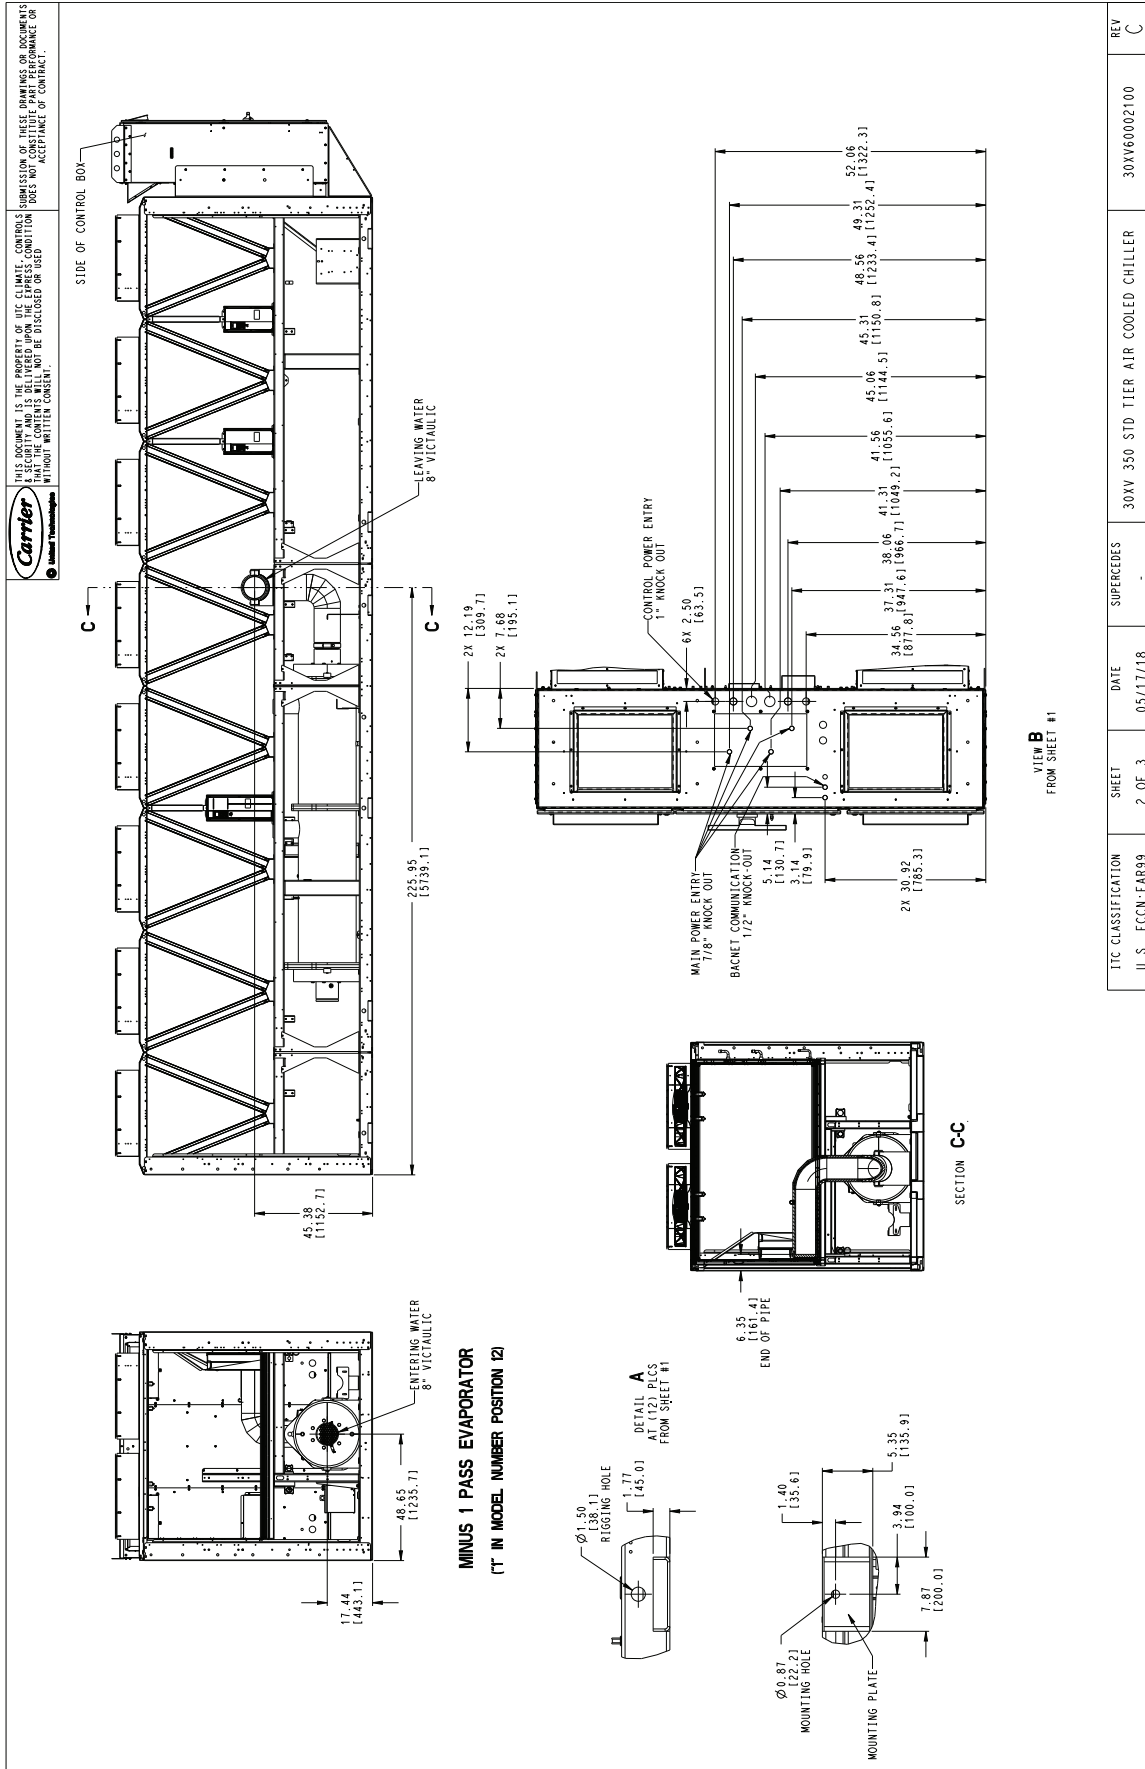 Carrier
United Technologies
THIS DOCUMENT IS THE PROPERTY OF UTC CLIMATE, CONTROLS
& SECURITY AND IS DELIVERED UPON THE EXPRESS CONDITION
THAT THE CONTENTS WILL NOT BE DISCLOSED OR USED
WITHOUT WRITTEN CONSENT.
SUBMISSION OF THESE DRAWINGS OR DOCUMENTS
DOES NOT CONSTITUTE PART PERFORMANCE OR
ACCEPTANCE OF CONTRACT.
SIDE OF CONTROL BOX
C
C
LEAVING WATER
8" VICTAULIC
225.95
[5739.1]
45.38
[1152.7]
ENTERING WATER
8" VICTAULIC
48.65
[1235.7]
17.44
[443.1]
MINUS 1 PASS EVAPORATOR
("1" IN MODEL NUMBER POSITION 12)
2X 12.19
[309.7]
2X 7.68
[195.1]
CONTROL POWER ENTRY
1" KNOCK OUT
6X 2.50
[63.5]
34.56
[877.8]
37.31
[947.6]
38.06
[966.7]
41.31
[1049.2]
41.56
[1055.6]
45.06
[1144.5]
45.31
[1150.8]
48.56
[1233.4]
49.31
[1252.4]
52.06
[1322.3]
MAIN POWER ENTRY
7/8" KNOCK OUT
BACNET COMMUNICATION
1/2" KNOCK-OUT
5.14
[130.7]
3.14
[79.9]
2X 30.92
[785.3]
VIEW B
FROM SHEET #1
6.35
[161.4]
END OF PIPE
SECTION C-C
Ø1.50
[38.1]
RIGGING HOLE
1.77
[45.0]
DETAIL A
AT (12) PLCS
FROM SHEET #1
Ø0.87
[22.2]
MOUNTING HOLE
1.40
[35.6]
5.35
[135.9]
3.94
[100.0]
7.87
[200.0]
MOUNTING PLATE
ITC CLASSIFICATION
U.S. ECCN:EAR99
SHEET
2 OF 3
DATE
05/17/18
SUPERCEDES
-
30XV 350 STD TIER AIR COOLED CHILLER
30XV60002100
REV
C